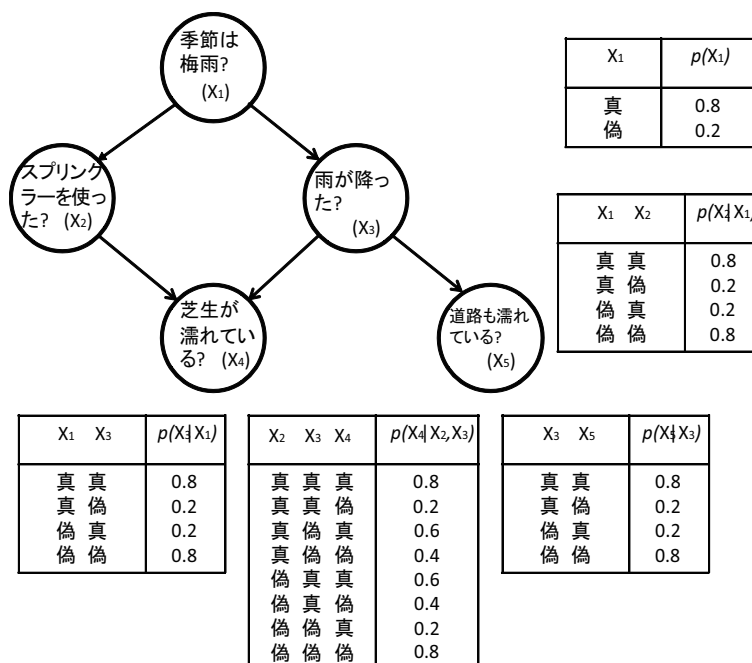 季節は
梅雨?
(X1)
スプリンク
ラーを使っ
た? (X2)
雨が降っ
た?
(X3)
芝生が
濡れてい
る? (X4)
道路も濡れ
ている?
(X5)
X1 p(X1)
真 0.8
偽 0.2
X1 X2 p(X2|X1)
真 真 0.8
真 偽 0.2
偽 真 0.2
偽 偽 0.8
X1 X3 p(X3|X1)
真 真 0.8
真 偽 0.2
偽 真 0.2
偽 偽 0.8
X2 X3 X4 p(X4|X2,X3)
真 真 真 0.8
真 真 偽 0.2
真 偽 真 0.6
真 偽 偽 0.4
偽 真 真 0.6
偽 真 偽 0.4
偽 偽 真 0.2
偽 偽 偽 0.8
X3 X5 p(X5|X3)
真 真 0.8
真 偽 0.2
偽 真 0.2
偽 偽 0.8